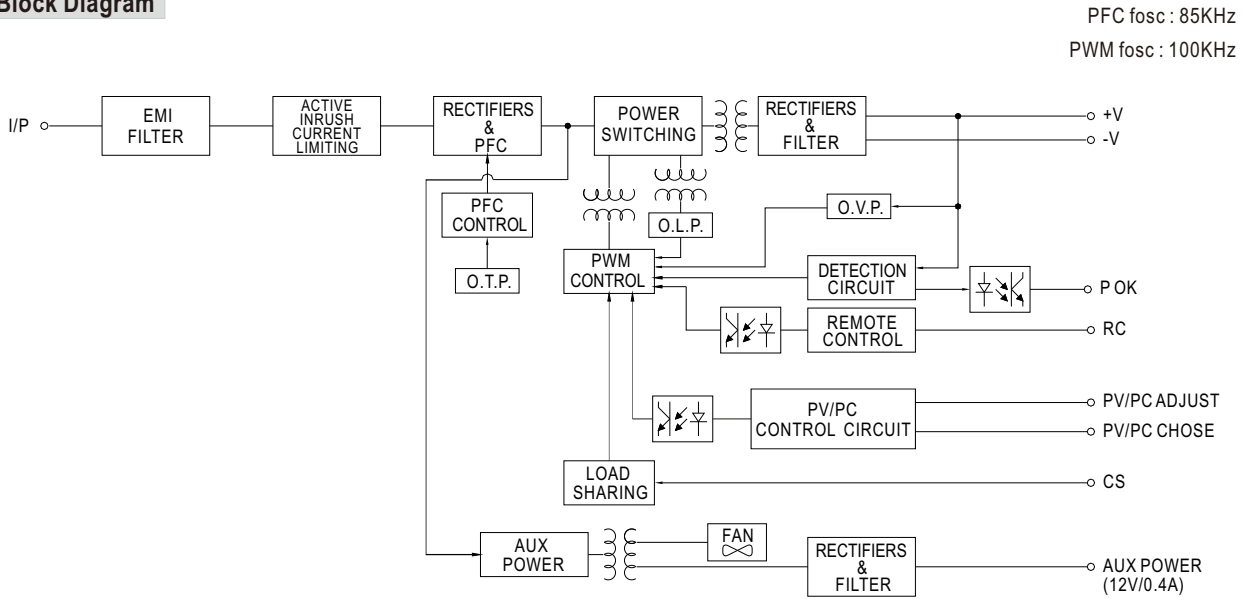 Block Diagram
PFC fosc : 85KHz
PWM fosc : 100KHz
I/P
EMI
FILTER
ACTIVE
INRUSH
CURRENT
LIMITING
RECTIFIERS
&
PFC
POWER
SWITCHING
RECTIFIERS
&
FILTER
+V
-V
PFC
CONTROL
O.T.P.
O.L.P.
O.V.P.
PWM
CONTROL
DETECTION
CIRCUIT
P OK
REMOTE
CONTROL
RC
PV/PC
CONTROL CIRCUIT
PV/PC ADJUST
PV/PC CHOSE
LOAD
SHARING
CS
AUX
POWER
FAN
RECTIFIERS
&
FILTER
AUX POWER
(12V/0.4A)